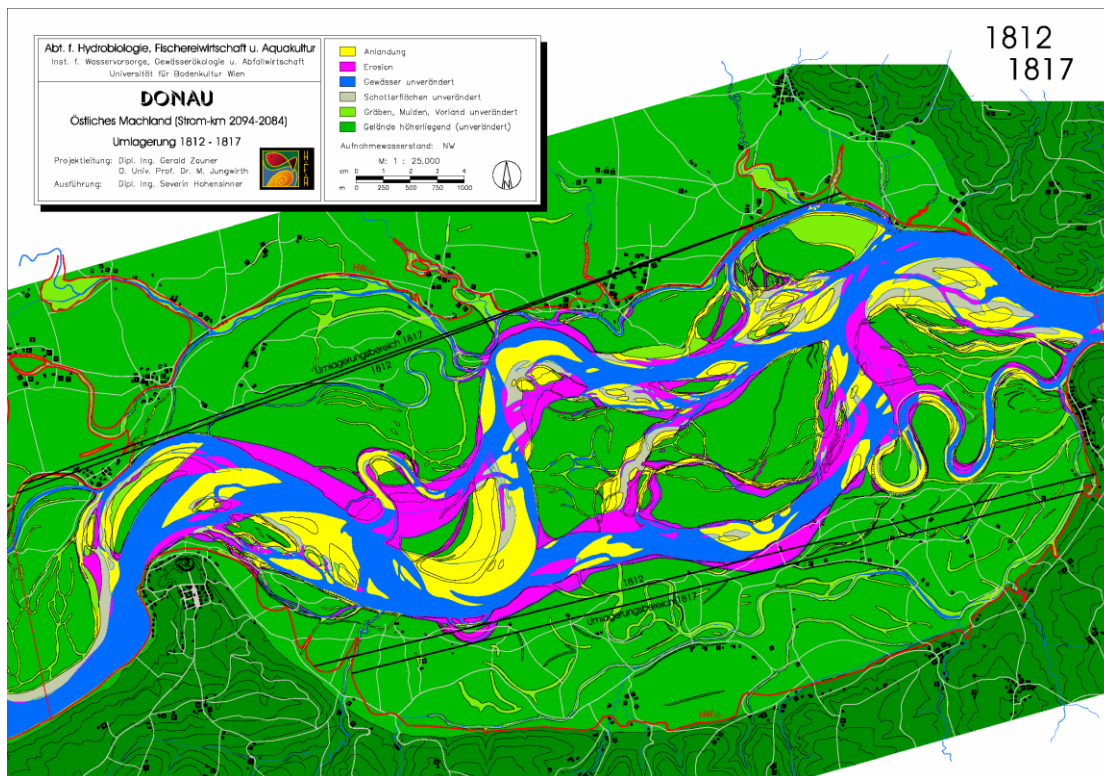 Abt. f. Hydrobiologie, Fischereiwirtschaft u. Aquakultur
Inst. f. Wasservorsorge, Gewässerökologie u. Abfallwirtschaft
Universität für Bodenkultur Wien
DONAU
Östliches Machland (Strom-km 2094-2084)
Umlagerung 1812 - 1817
Projektleitung: Dipl. Ing. Gerald Zauner
O. Univ. Prof. Dr. M. Jungwirth
Ausführung: Dipl. Ing. Severin Hohensinner
HFA
Anlandung
Erosion
Gewässer unverändert
Schotterflächen unverändert
Gräben, Mulden, Vorland unverändert
Gelände höherliegend (unverändert)
Aufnahmewasserstand: NW
M: 1 : 25.000
cm 0 1 2 3 4
m 0 250 500 750 1000
N
1812
1817
HW10
Umlagerungsbereich 1817
1812
1812
Umlagerungsbereich 1817
HW10